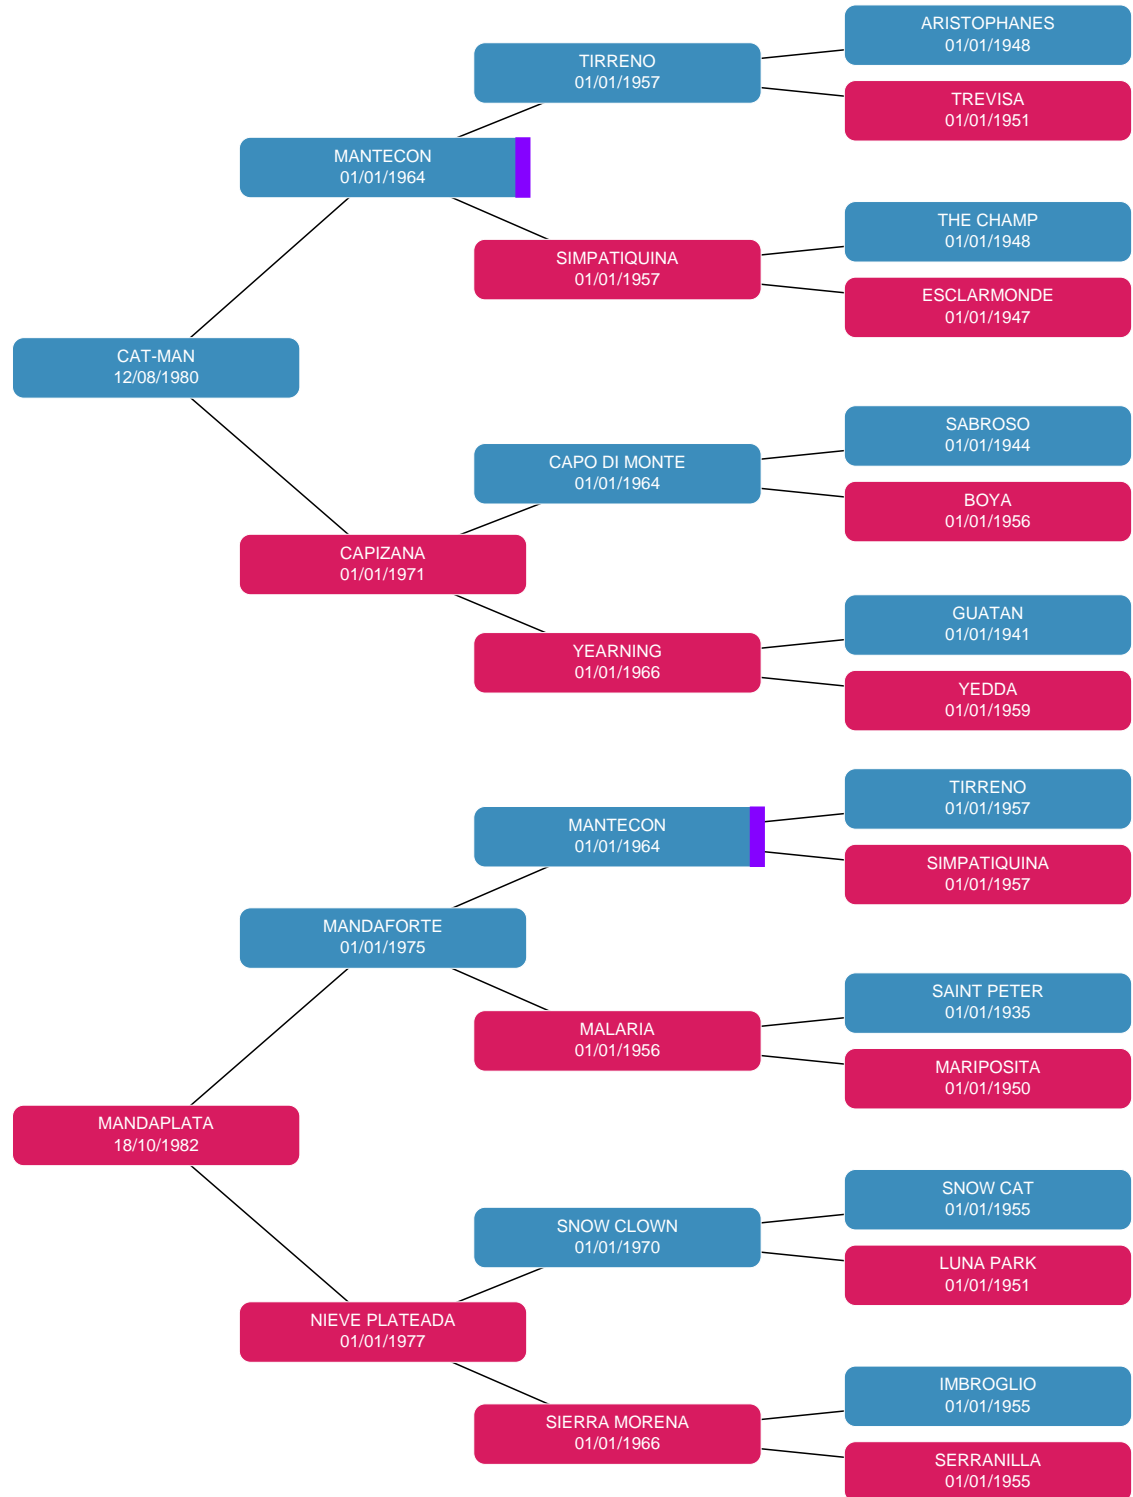 ARISTOPHANES
01/01/1948
TIRRENO
01/01/1957
TREVISA
01/01/1951
MANTECON
01/01/1964
THE CHAMP
01/01/1948
SIMPATIQUINA
01/01/1957
ESCLARMONDE
01/01/1947
CAT-MAN
12/08/1980
SABROSO
01/01/1944
CAPO DI MONTE
01/01/1964
BOYA
01/01/1956
CAPIZANA
01/01/1971
GUATAN
01/01/1941
YEARNING
01/01/1966
YEDDA
01/01/1959
TIRRENO
01/01/1957
MANTECON
01/01/1964
SIMPATIQUINA
01/01/1957
MANDAFORTE
01/01/1975
SAINT PETER
01/01/1935
MALARIA
01/01/1956
MARIPOSITA
01/01/1950
MANDAPLATA
18/10/1982
SNOW CAT
01/01/1955
SNOW CLOWN
01/01/1970
LUNA PARK
01/01/1951
NIEVE PLATEADA
01/01/1977
IMBROGLIO
01/01/1955
SIERRA MORENA
01/01/1966
SERRANILLA
01/01/1955